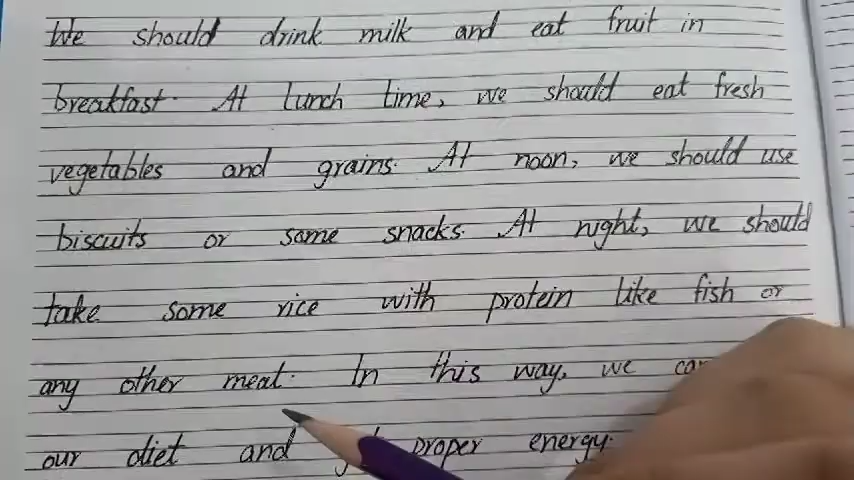 We should drink milk and eat fruit in
breakfast. At lunch time, we should eat fresh
vegetables and grains. At noon, we should use
biscuits or some snacks. At night, we should
take some rice with protein like fish or
any other meat. In this way, we
our diet and proper energy.